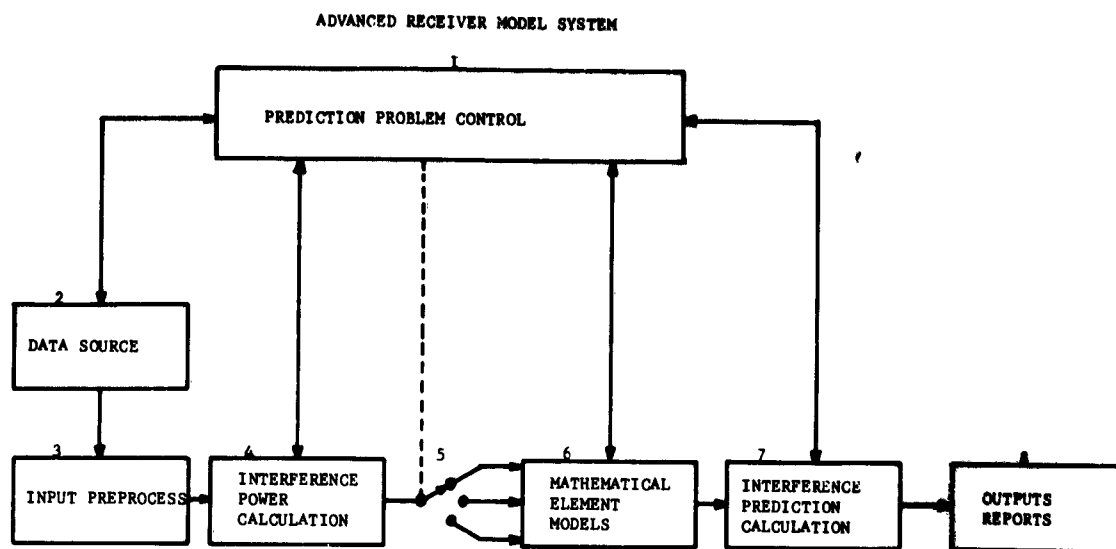 ADVANCED RECEIVER MODEL SYSTEM
1
PREDICTION PROBLEM CONTROL
2
DATA SOURCE
3
INPUT PREPROCESS
4
INTERFERENCE
POWER
CALCULATION
5
6
MATHEMATICAL
ELEMENT
MODELS
7
INTERFERENCE
PREDICTION
CALCULATION
8
OUTPUTS
REPORTS